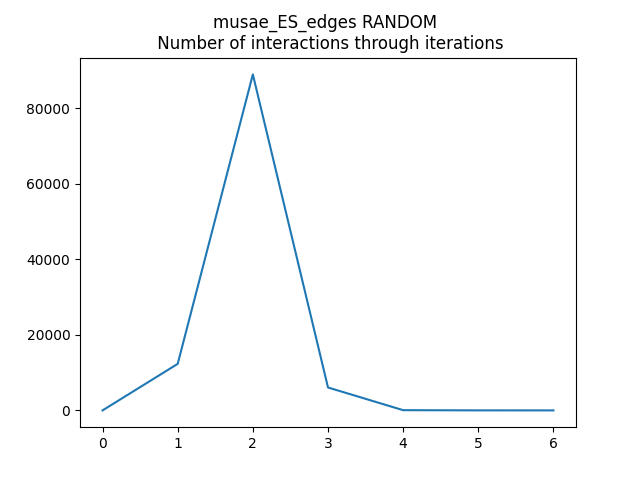 musae_ES_edges RANDOM
Number of interactions through iterations
80000
60000
40000
20000
0
0 1 2 3 4 5 6